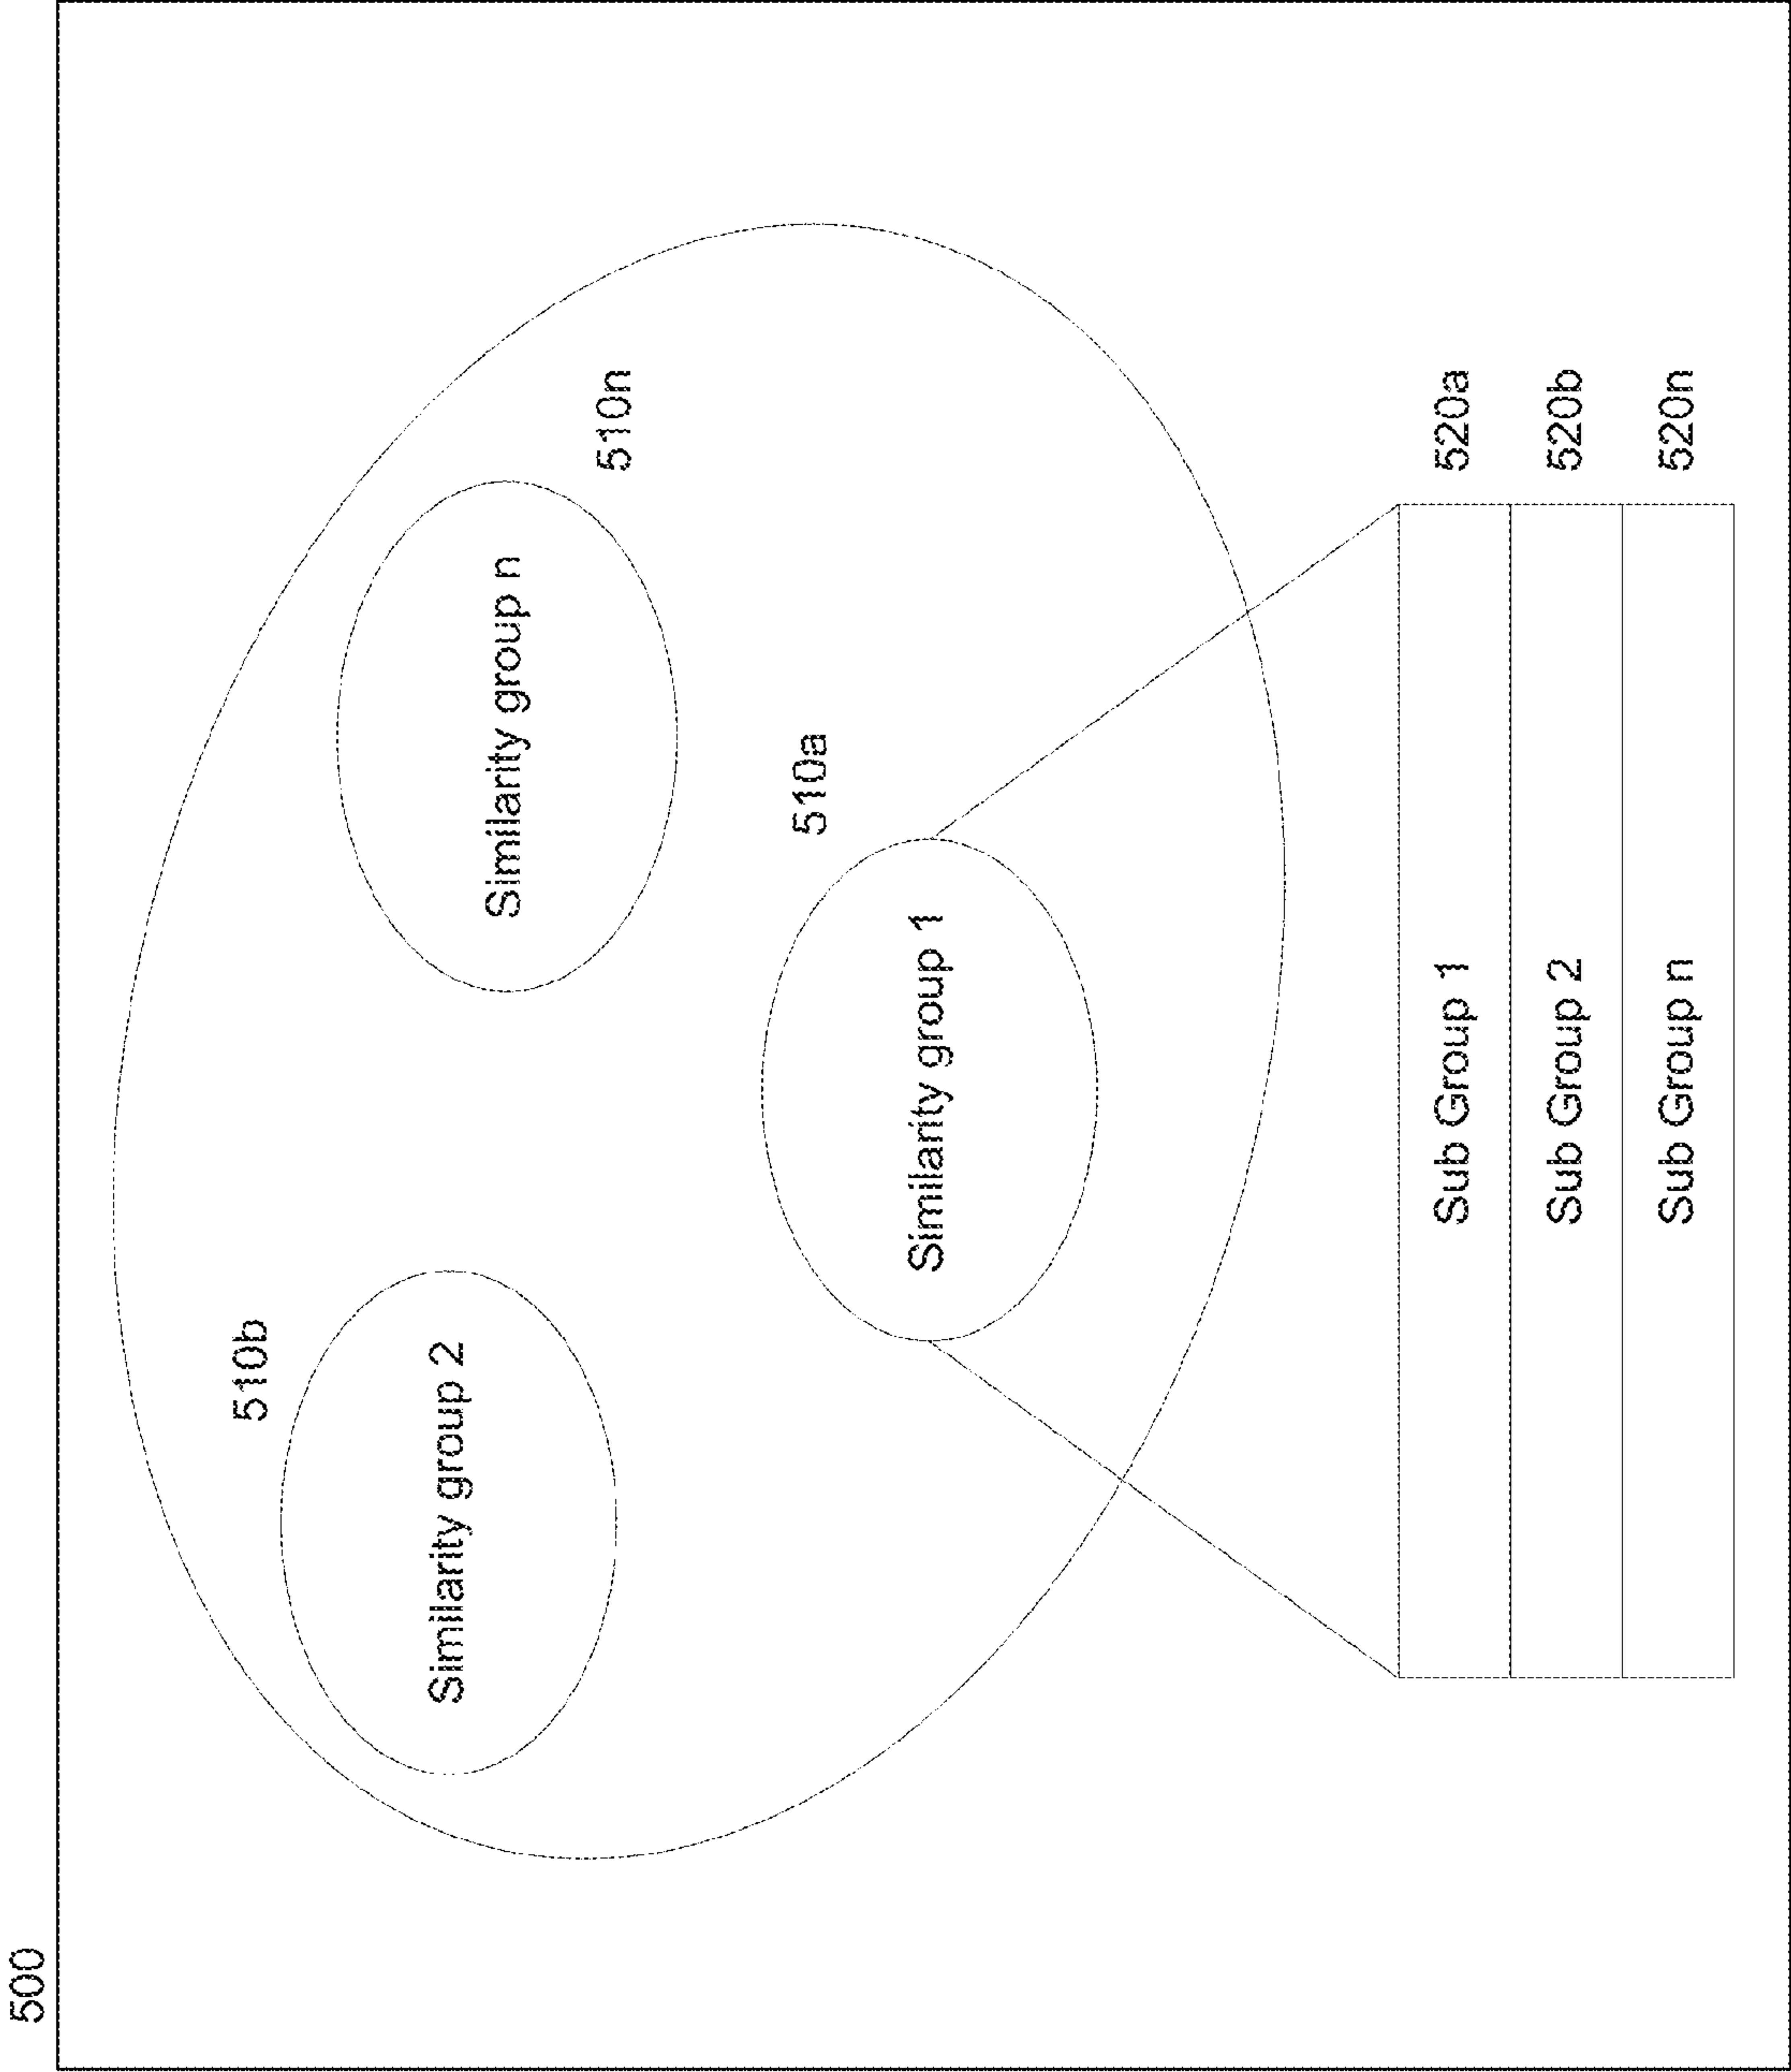 500
510b
Similarity group 2
510n
Similarity group n
510a
Similarity group 1
Sub Group 1
520a
Sub Group 2
520b
Sub Group n
520n